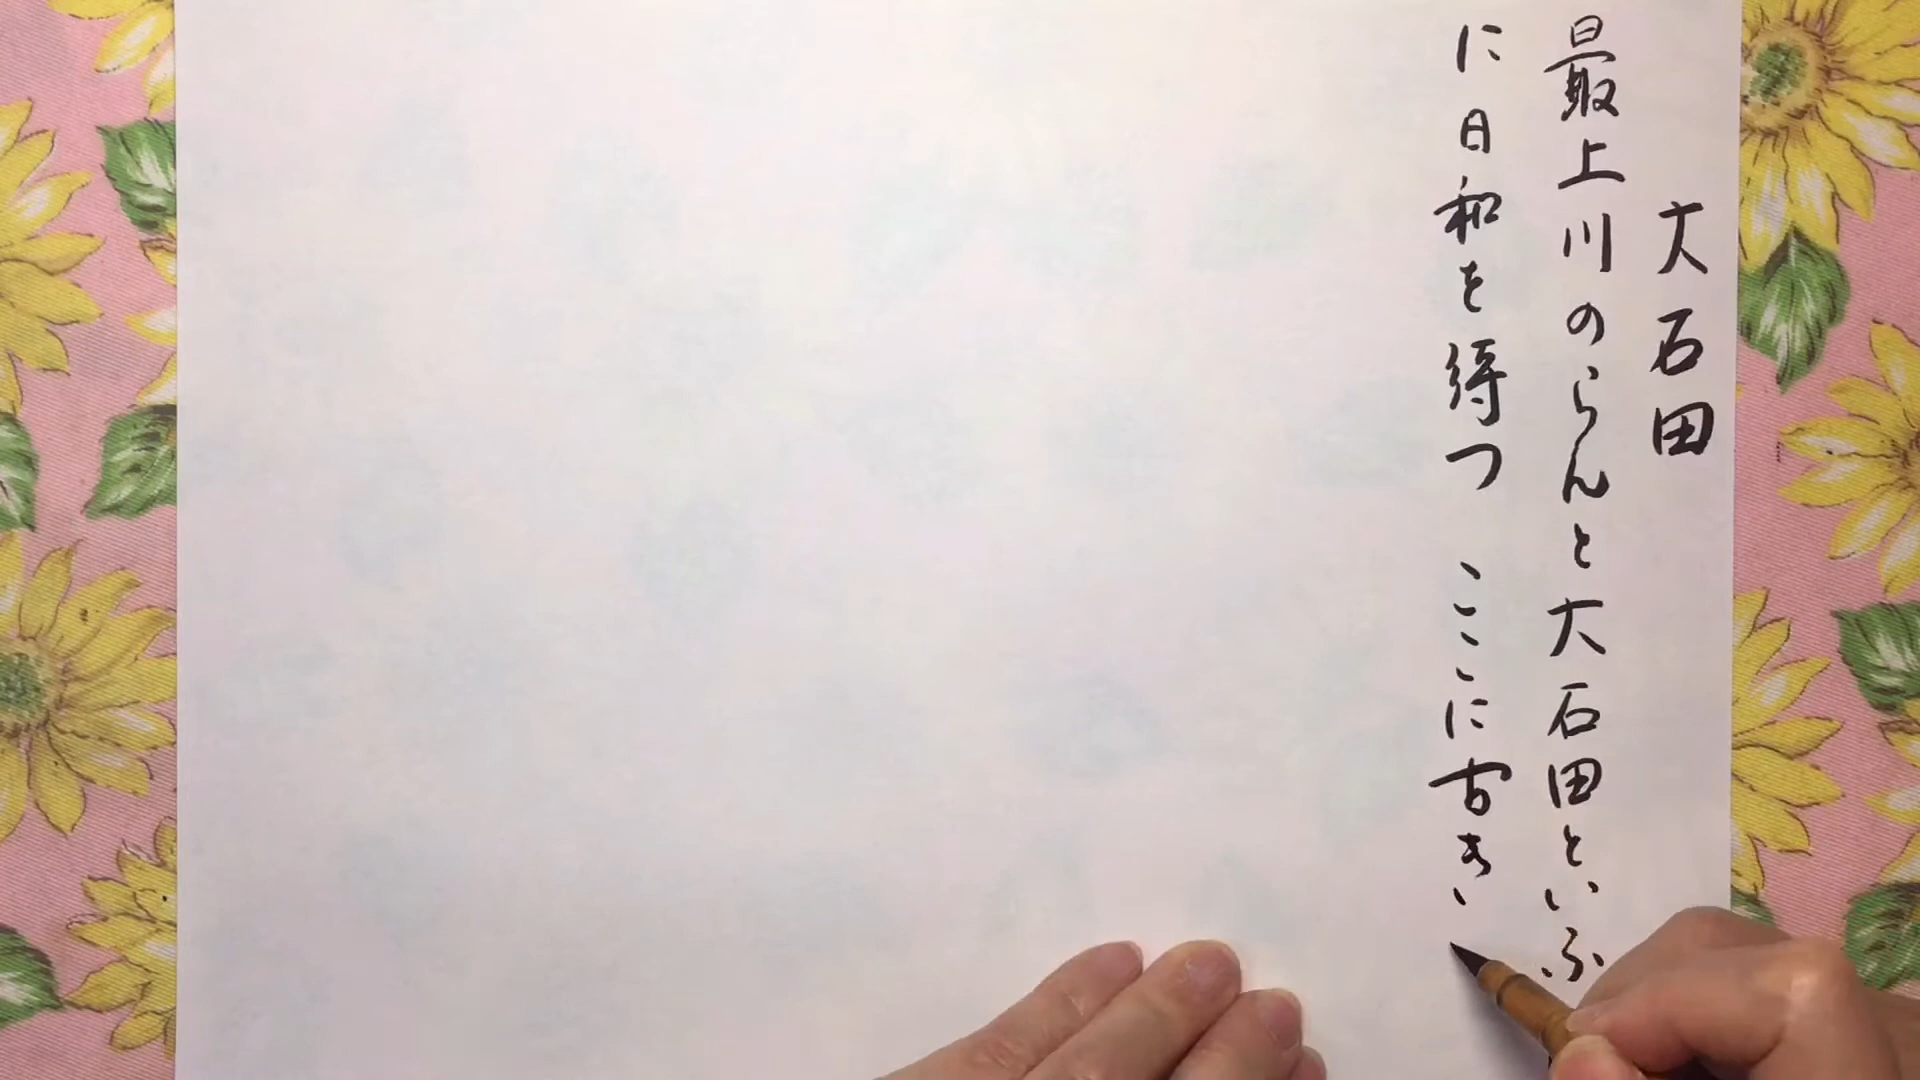 大石田
最上川のらんと大石田といふ
に日和を待つここに古き